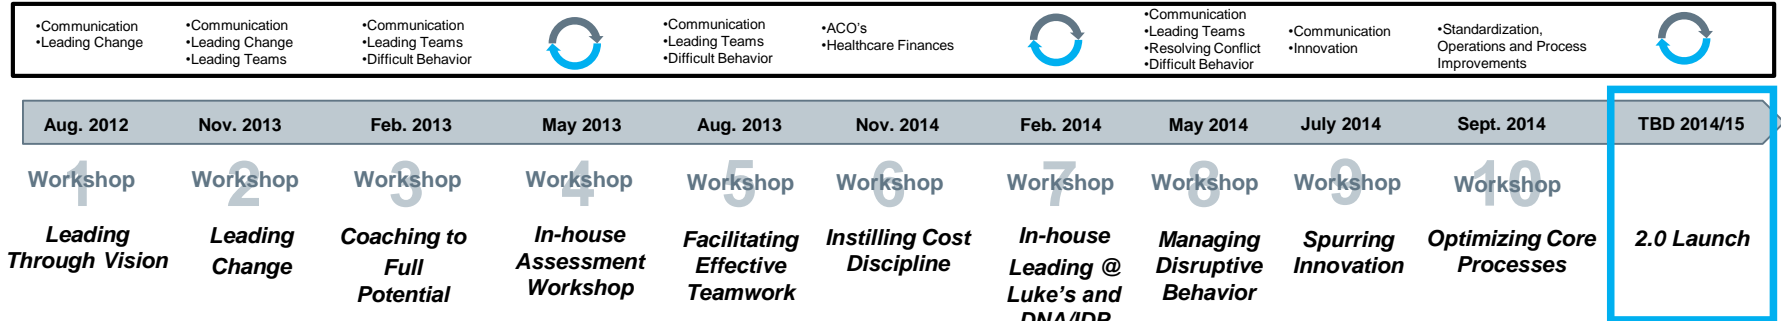 •Communication
•Leading Change
•Communication
•Leading Change
•Leading Teams
•Communication
•Leading Teams
•Difficult Behavior
•Communication
•Leading Teams
•Difficult Behavior
•ACO's
•Healthcare Finances
•Communication
•Leading Teams
•Resolving Conflict
•Difficult Behavior
•Communication
•Innovation
•Standardization,
Operations and Process
Improvements
Aug. 2012
Nov. 2013
Feb. 2013
May 2013
Aug. 2013
Nov. 2014
Feb. 2014
May 2014
July 2014
Sept. 2014
TBD 2014/15
Workshop 1
Workshop 2
Workshop 3
Workshop 4
Workshop 5
Workshop 6
Workshop 7
Workshop 8
Workshop 9
Workshop 10
Leading
Through Vision
Leading
Change
Coaching to
Full
Potential
In-house
Assessment
Workshop
Facilitating
Effective
Teamwork
Instilling Cost
Discipline
In-house
Leading @
Luke's and
DNA/IDP
Managing
Disruptive
Behavior
Spurring
Innovation
Optimizing Core
Processes
2.0 Launch